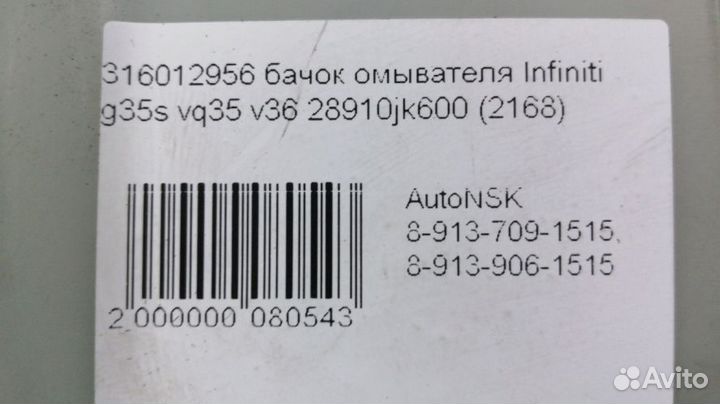 316012956 бачок омывателя Infiniti
g35s vq35 v36 28910jk600 (2168)
AutoNSK
8-913-709-1515,
8-913-906-1515
2 000000 080543
Avito